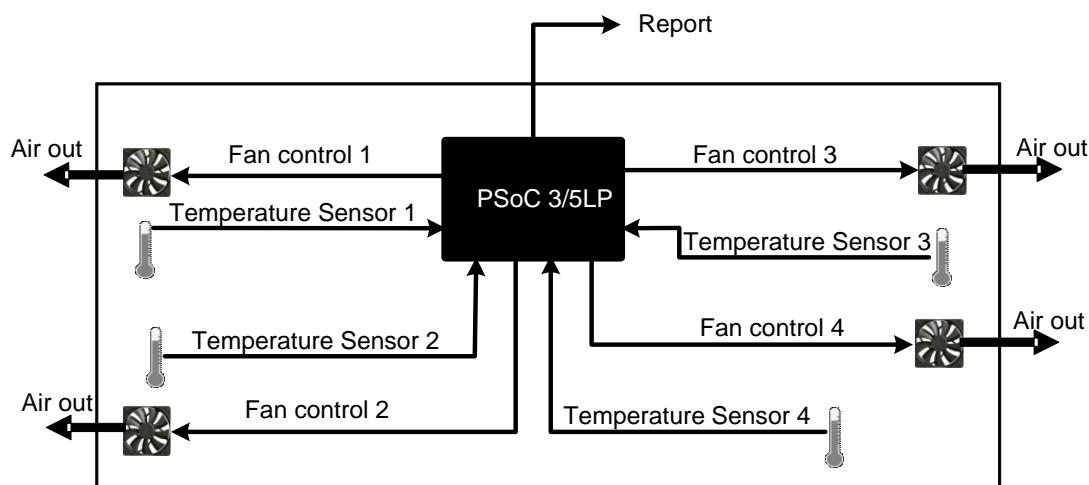 Report
Air out
Fan control 1
Fan control 3
Air out
PSoC 3/5LP
Temperature Sensor 1
Temperature Sensor 3
Temperature Sensor 2
Fan control 4
Air out
Air out
Fan control 2
Temperature Sensor 4